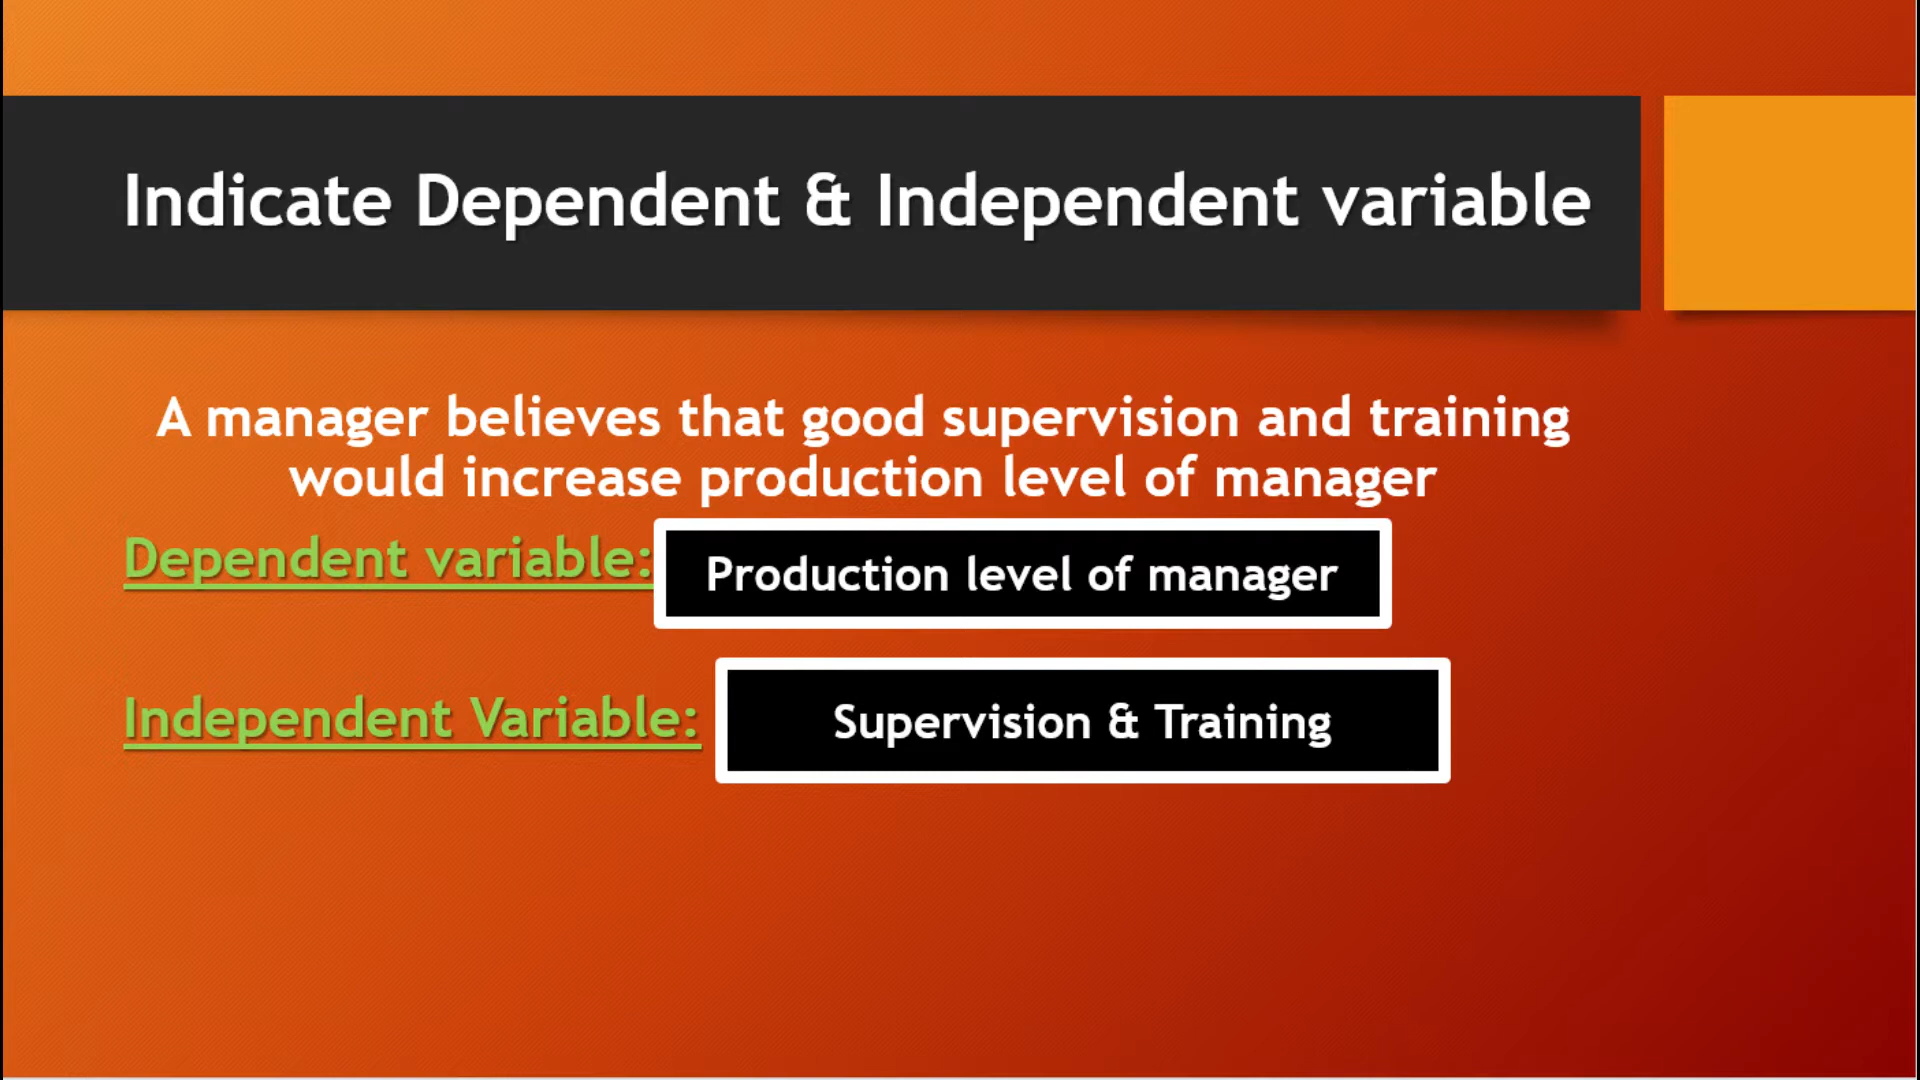 Indicate Dependent & Independent variable
A manager believes that good supervision and training
would increase production level of manager
Dependent variable: Production level of manager
Independent Variable: Supervision & Training